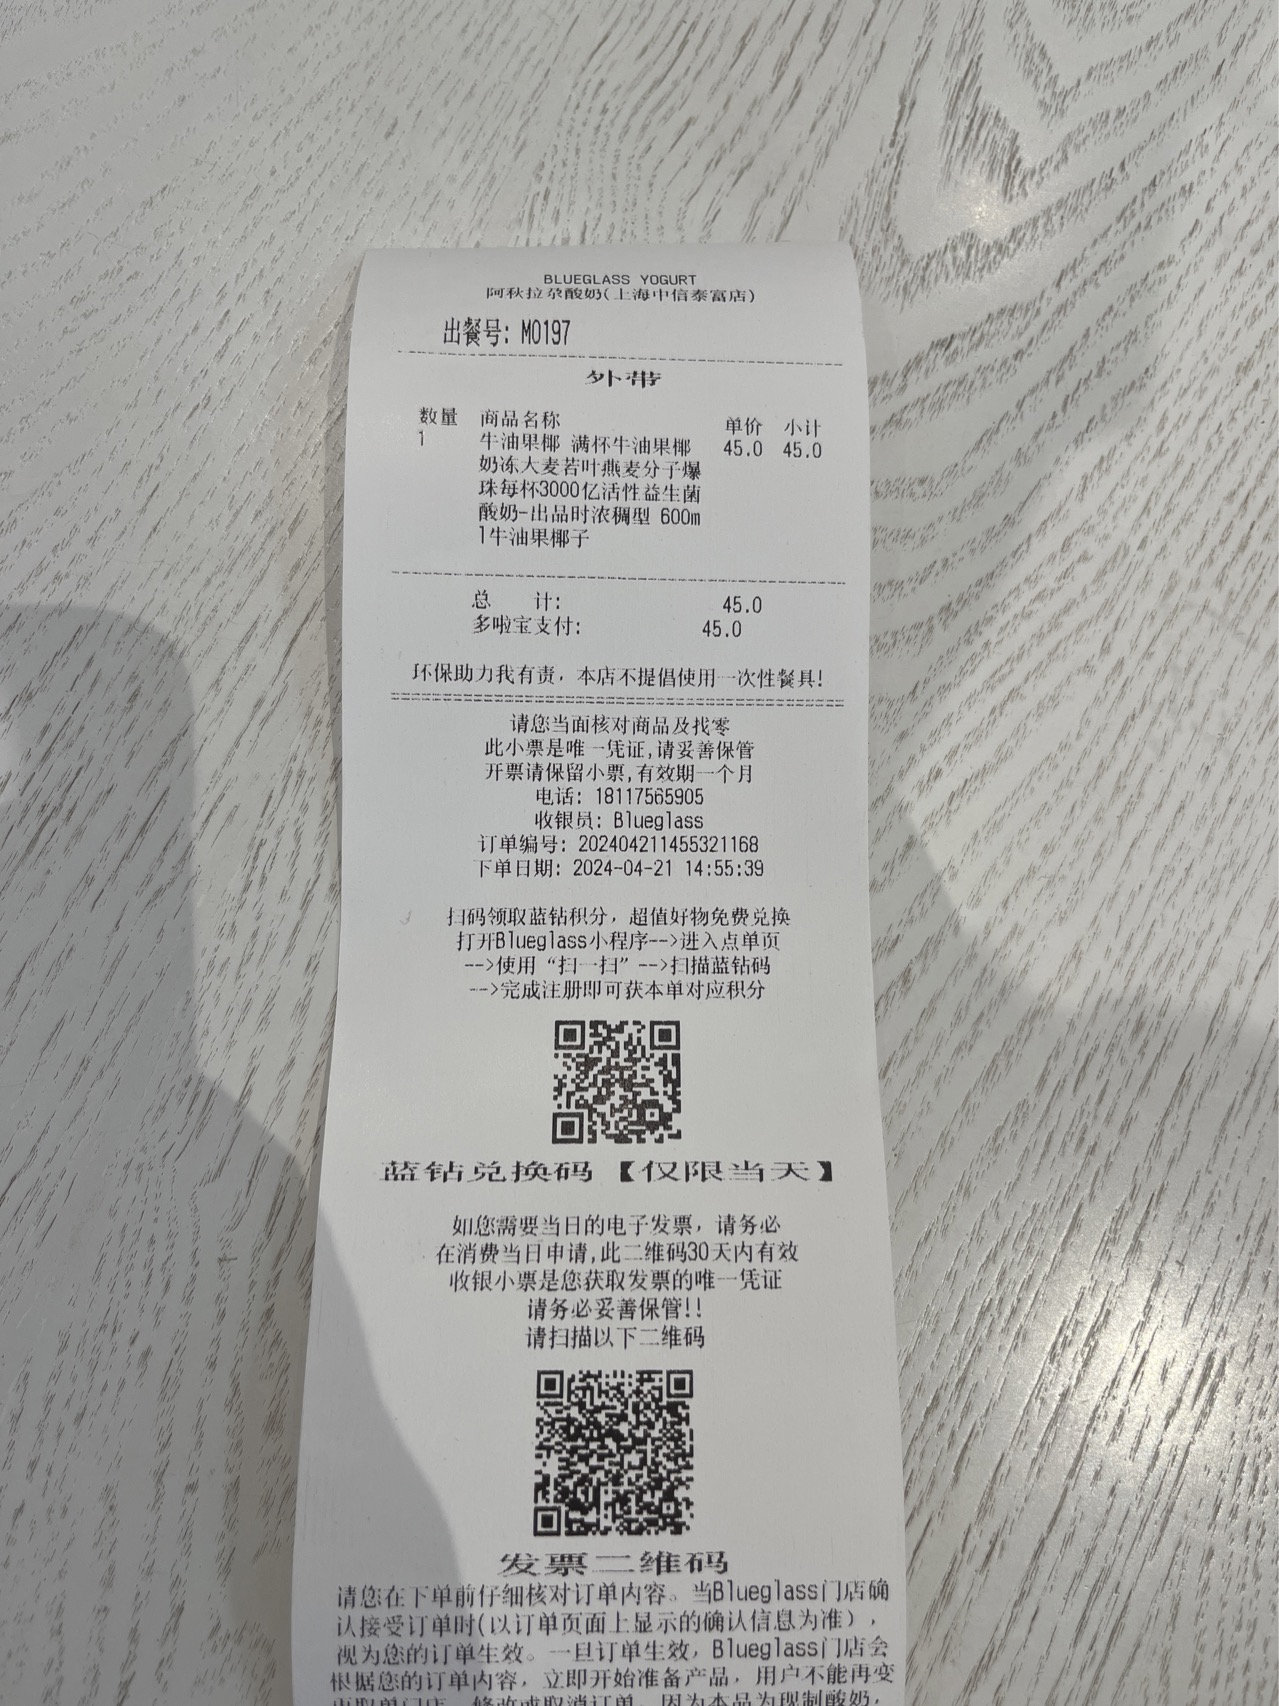 BLUEGLASS YOGURT
阿秋拉尕酸奶(上海中信泰富店)
出餐号: M0197
外带
数量 商品名称 单价 小计
1 牛油果椰 满杯牛油果椰 45.0 45.0
奶冻大麦若叶燕麦分子爆
珠每杯3000亿活性益生菌
酸奶-出品时浓稠型 600m
l牛油果椰子
总 计: 45.0
多啦宝支付: 45.0
环保助力我有责, 本店不提倡使用一次性餐具!
请您当面核对商品及找零
此小票是唯一凭证,请妥善保管
开票请保留小票,有效期一个月
电话: 18117565905
收银员: Blueglass
订单编号: 202404211455321168
下单日期: 2024-04-21 14:55:39
扫码领取蓝钻积分, 超值好物免费兑换
打开Blueglass小程序-->进入点单页
-->使用“扫一扫”-->扫描蓝钻码
-->完成注册即可获本单对应积分
蓝钻兑换码【仅限当天】
如您需要当日的电子发票, 请务必
在消费当日申请,此二维码30天内有效
收银小票是您获取发票的唯一凭证
请务必妥善保管!!
请扫描以下二维码
发票二维码
请您在下单前仔细核对订单内容。当Blueglass门店确
认接受订单时(以订单页面上显示的确认信息为准),
视为您的订单生效。一旦订单生效, Blueglass门店会
根据您的订单内容, 立即开始准备产品, 用户不能再变
更取单门店、修改或取消订单。因为本品为现制酸奶,